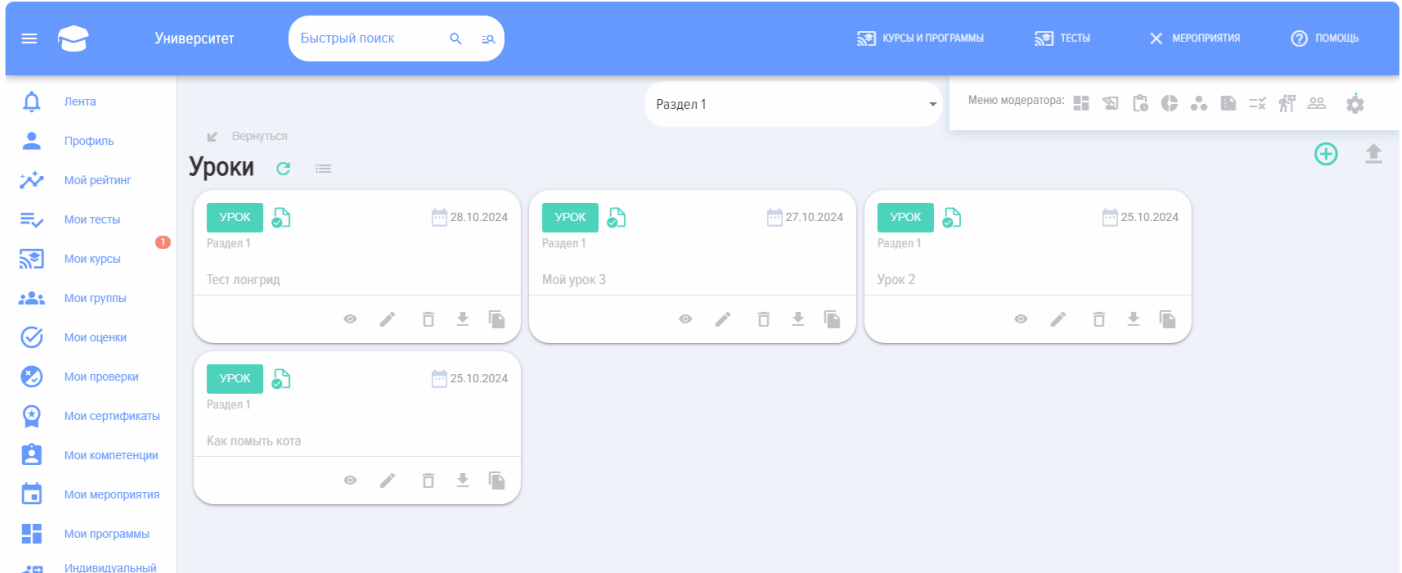 Университет
Быстрый поиск
КУРСЫ И ПРОГРАММЫ
ТЕСТЫ
МЕРОПРИЯТИЯ
ПОМОЩЬ
Лента
Профиль
Мой рейтинг
Мои тесты
1
Мои курсы
Мои группы
Мои оценки
Мои проверки
Мои сертификаты
Мои компетенции
Мои мероприятия
Мои программы
Индивидуальный
Раздел 1
Меню модератора:
Вернуться
Уроки
УРОК
28.10.2024
Раздел 1
Тест лонгрид
УРОК
27.10.2024
Раздел 1
Мой урок 3
УРОК
25.10.2024
Раздел 1
Урок 2
УРОК
25.10.2024
Раздел 1
Как помыть кота